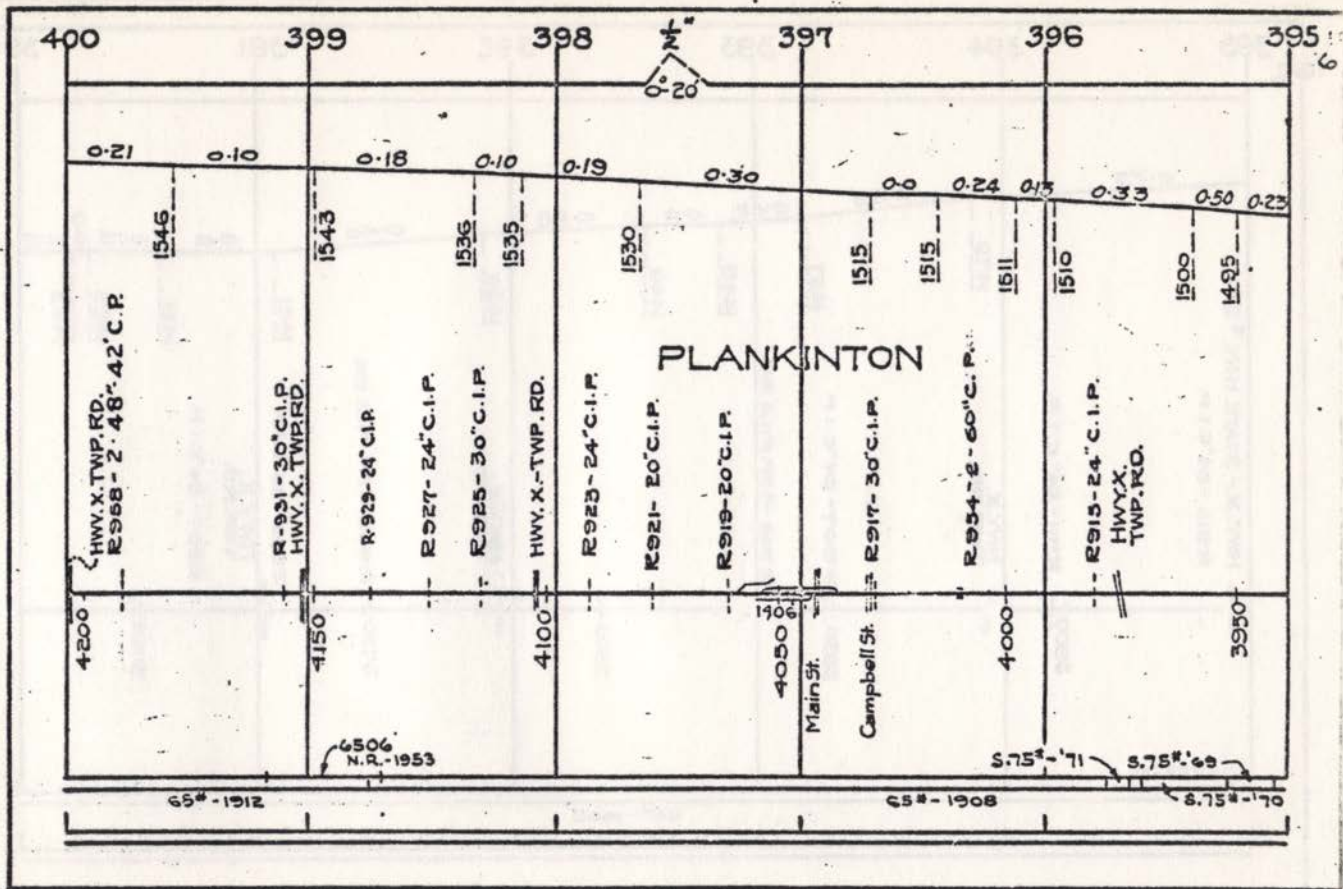 400 399 398 397 396 395
6
½"
0°20'
0.21 0.10 0.18 0.10 0.19 0.30 0.0 0.24 0.13 0.33 0.50 0.23
1546
1543
1536
1535
1530
1515
1515
1511
1510
1500
1495
PLANKINTON
HWY.X.TWP.RD.
R958-2-48"-42"C.I.P.
R-931-30"C.I.P.
HWY.X.TWP.RD.
R-929-24"C.I.P.
R927-24"C.I.P.
R925-30"C.I.P.
HWY.X.-TWP.RD.
R923-24"C.I.P.
R921-20"C.I.P.
R919-20"C.I.P.
R917-30"C.I.P.
R934-2-60"C.I.P.
R915-24"C.I.P.
HWY.X.
TWP.RD.
1906'
4200
4150
4100
4050
Main St.
Campbell St.
4000
3950
6506'
N.R.-1953
S.75#-'71
S.75#-'69
65#-1912
65#-1908
S.75#-'70